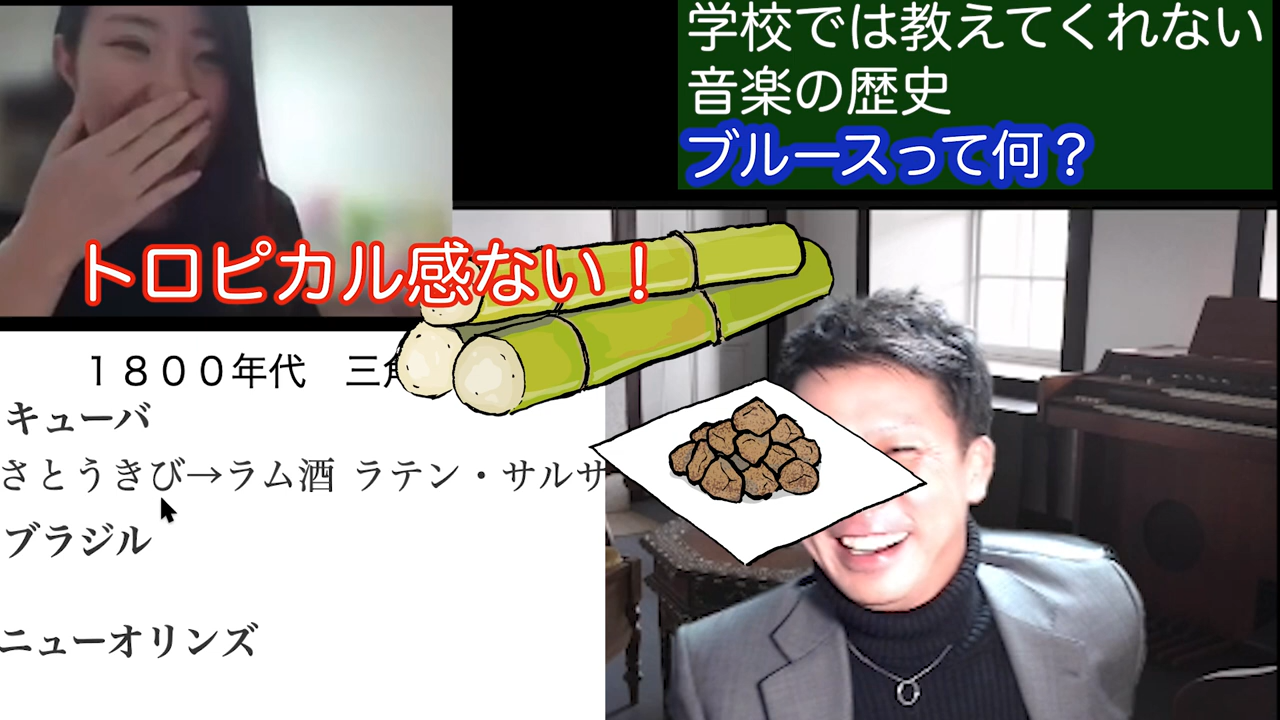 学校では教えてくれない
音楽の歴史
ブルースって何？
トロピカル感ない！
１８００年代　三角
キューバ
さとうきび→ラム酒 ラテン・サルサ
ブラジル
ニューオリンズ